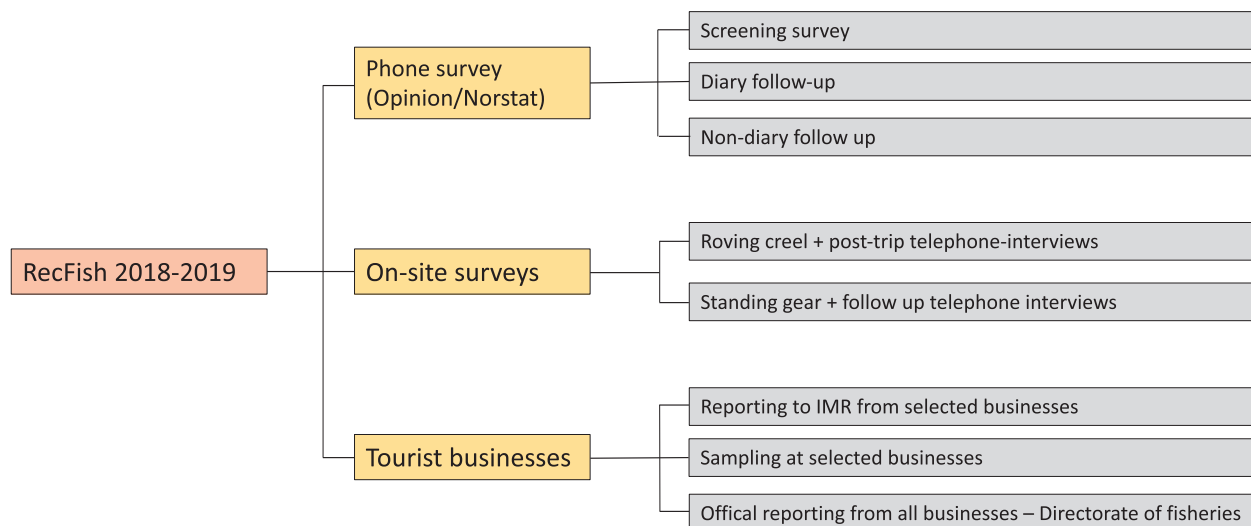 RecFish 2018-2019
Phone survey
(Opinion/Norstat)
Screening survey
Diary follow-up
Non-diary follow up
On-site surveys
Roving creel + post-trip telephone-interviews
Standing gear + follow up telephone interviews
Tourist businesses
Reporting to IMR from selected businesses
Sampling at selected businesses
Offical reporting from all businesses – Directorate of fisheries